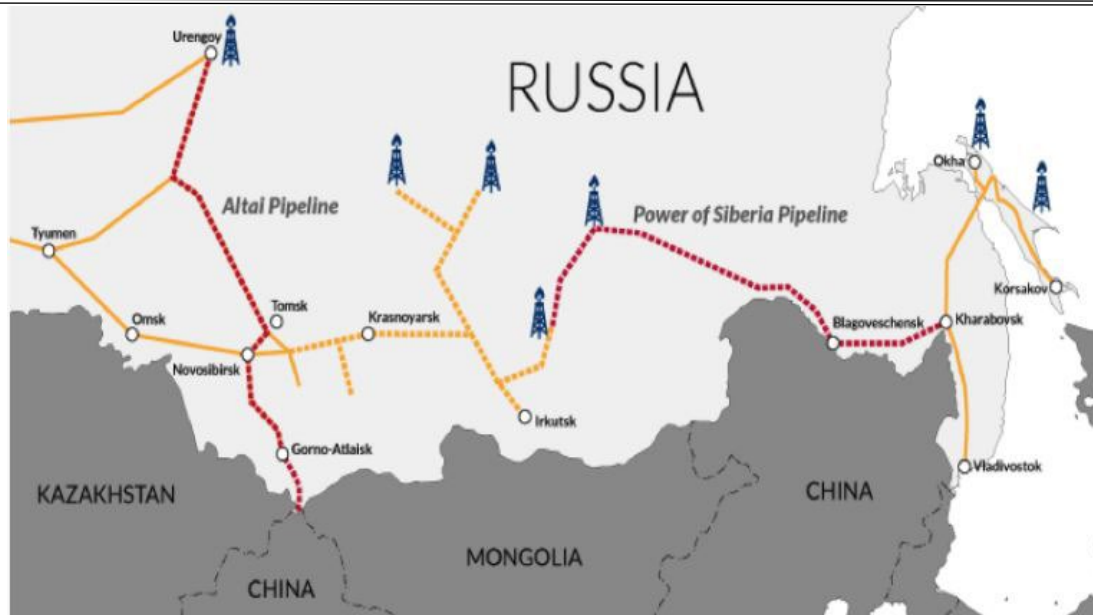 Urengoy
RUSSIA
Okha
Altai Pipeline
Power of Siberia Pipeline
Tyumen
Korsakov
Tomsk
Omsk
Krasnoyarsk
Blagoveschensk
Kharabovsk
Novosibirsk
Irkutsk
Gorno-Atlaisk
Vladivostok
KAZAKHSTAN
CHINA
MONGOLIA
CHINA